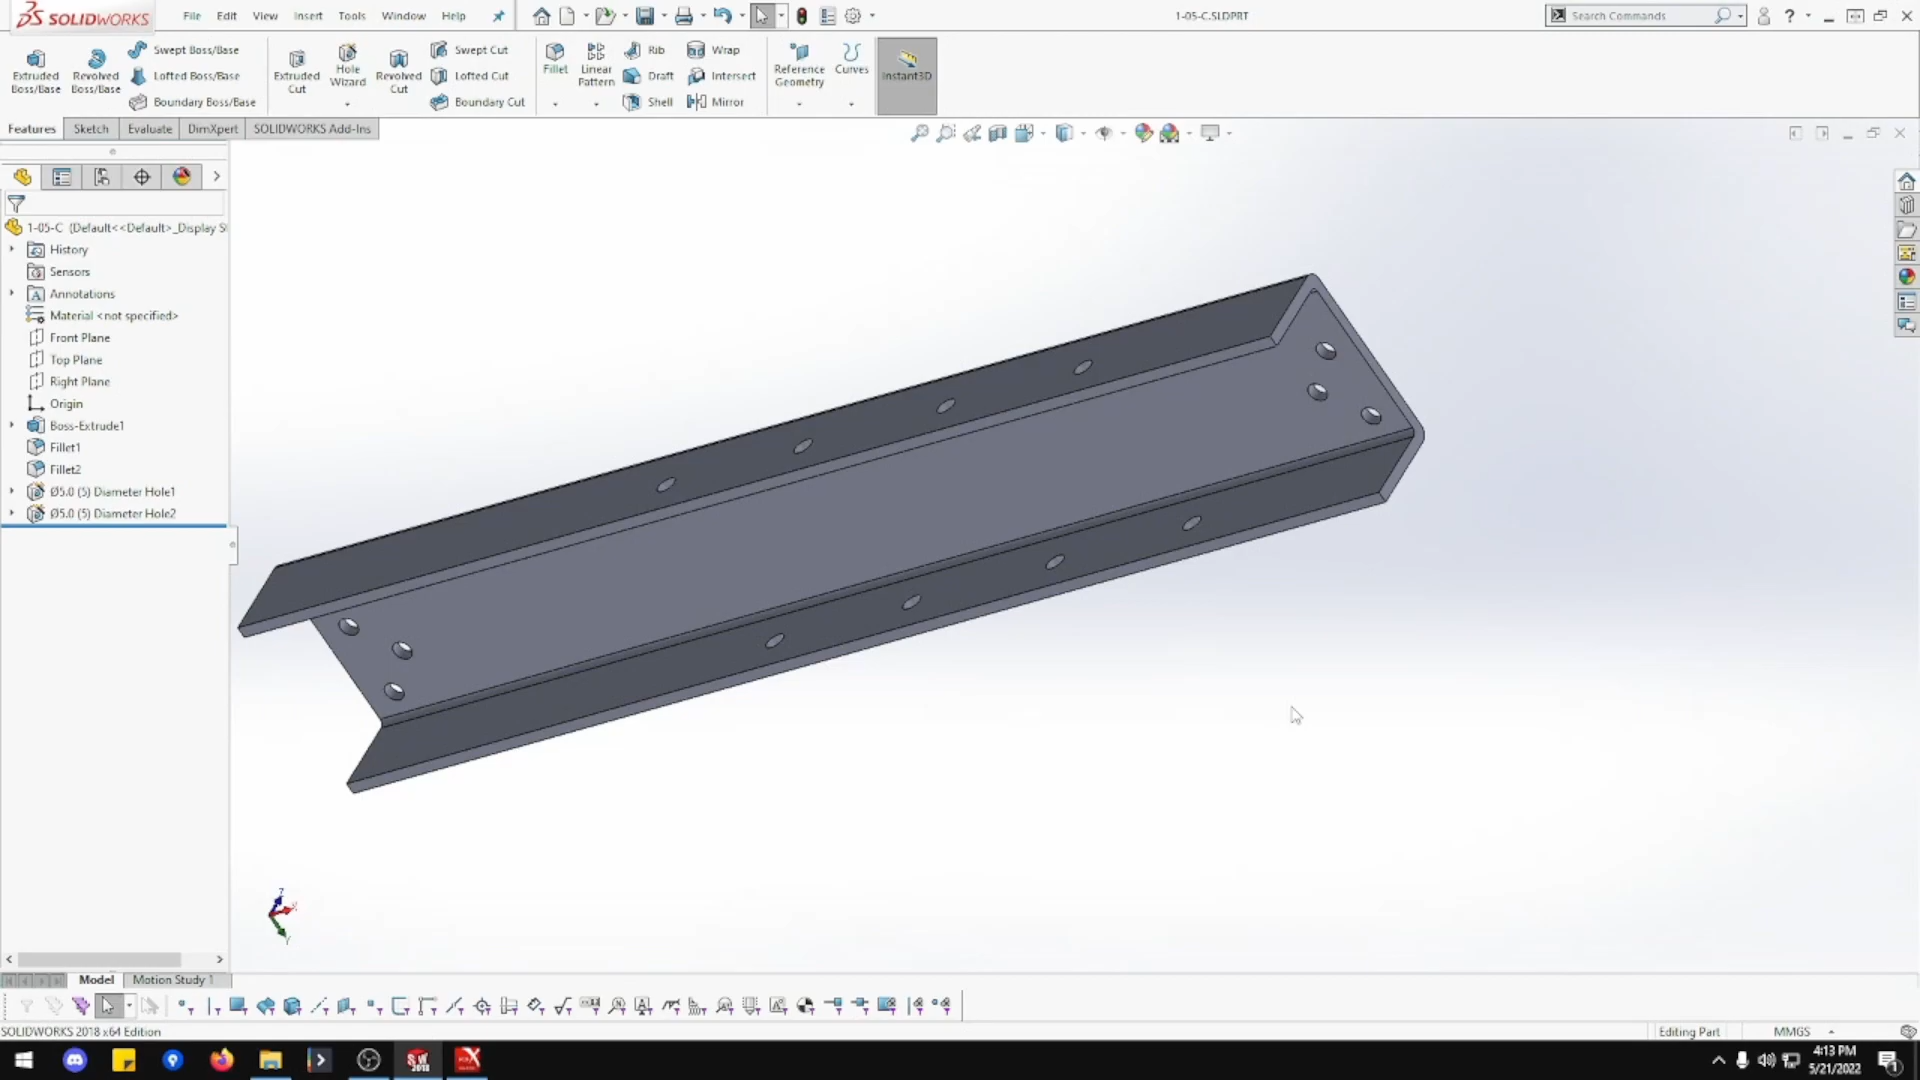 SOLIDWORKS File Edit View Insert Tools Window Help 1-05-C.SLDPRT Search Commands ?
Extruded Boss/Base Revolved Boss/Base Swept Boss/Base Lofted Boss/Base Boundary Boss/Base Extruded Cut Hole Wizard Revolved Cut Swept Cut Lofted Cut Boundary Cut Fillet Linear Pattern Rib Draft Shell Wrap Intersect Mirror Reference Geometry Curves Instant3D
Features Sketch Evaluate DimXpert SOLIDWORKS Add-Ins
1-05-C (Default<<Default>_Display S
History
Sensors
Annotations
Material <not specified>
Front Plane
Top Plane
Right Plane
Origin
Boss-Extrude1
Fillet1
Fillet2
Ø5.0 (5) Diameter Hole1
Ø5.0 (5) Diameter Hole2
Model Motion Study 1
SOLIDWORKS 2018 x64 Edition Editing Part MMGS
4:13 PM
5/21/2022